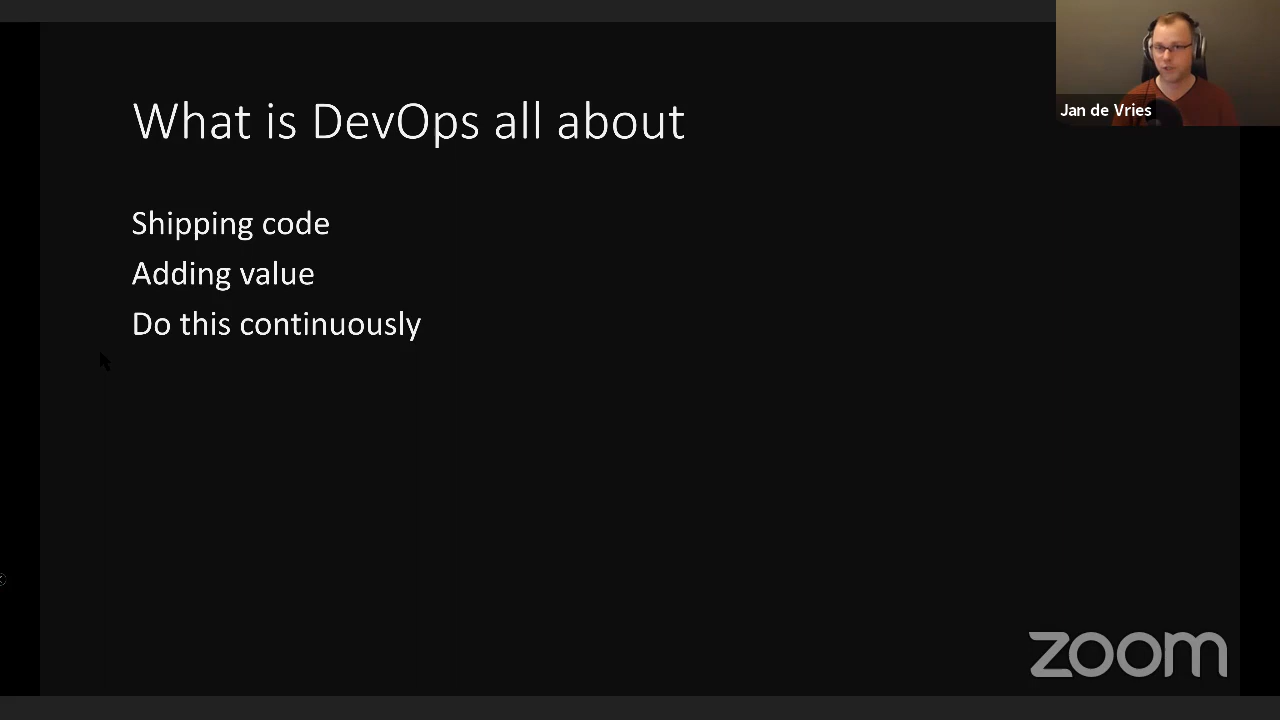 What is DevOps all about
Jan de Vries
Shipping code
Adding value
Do this continuously
zoom